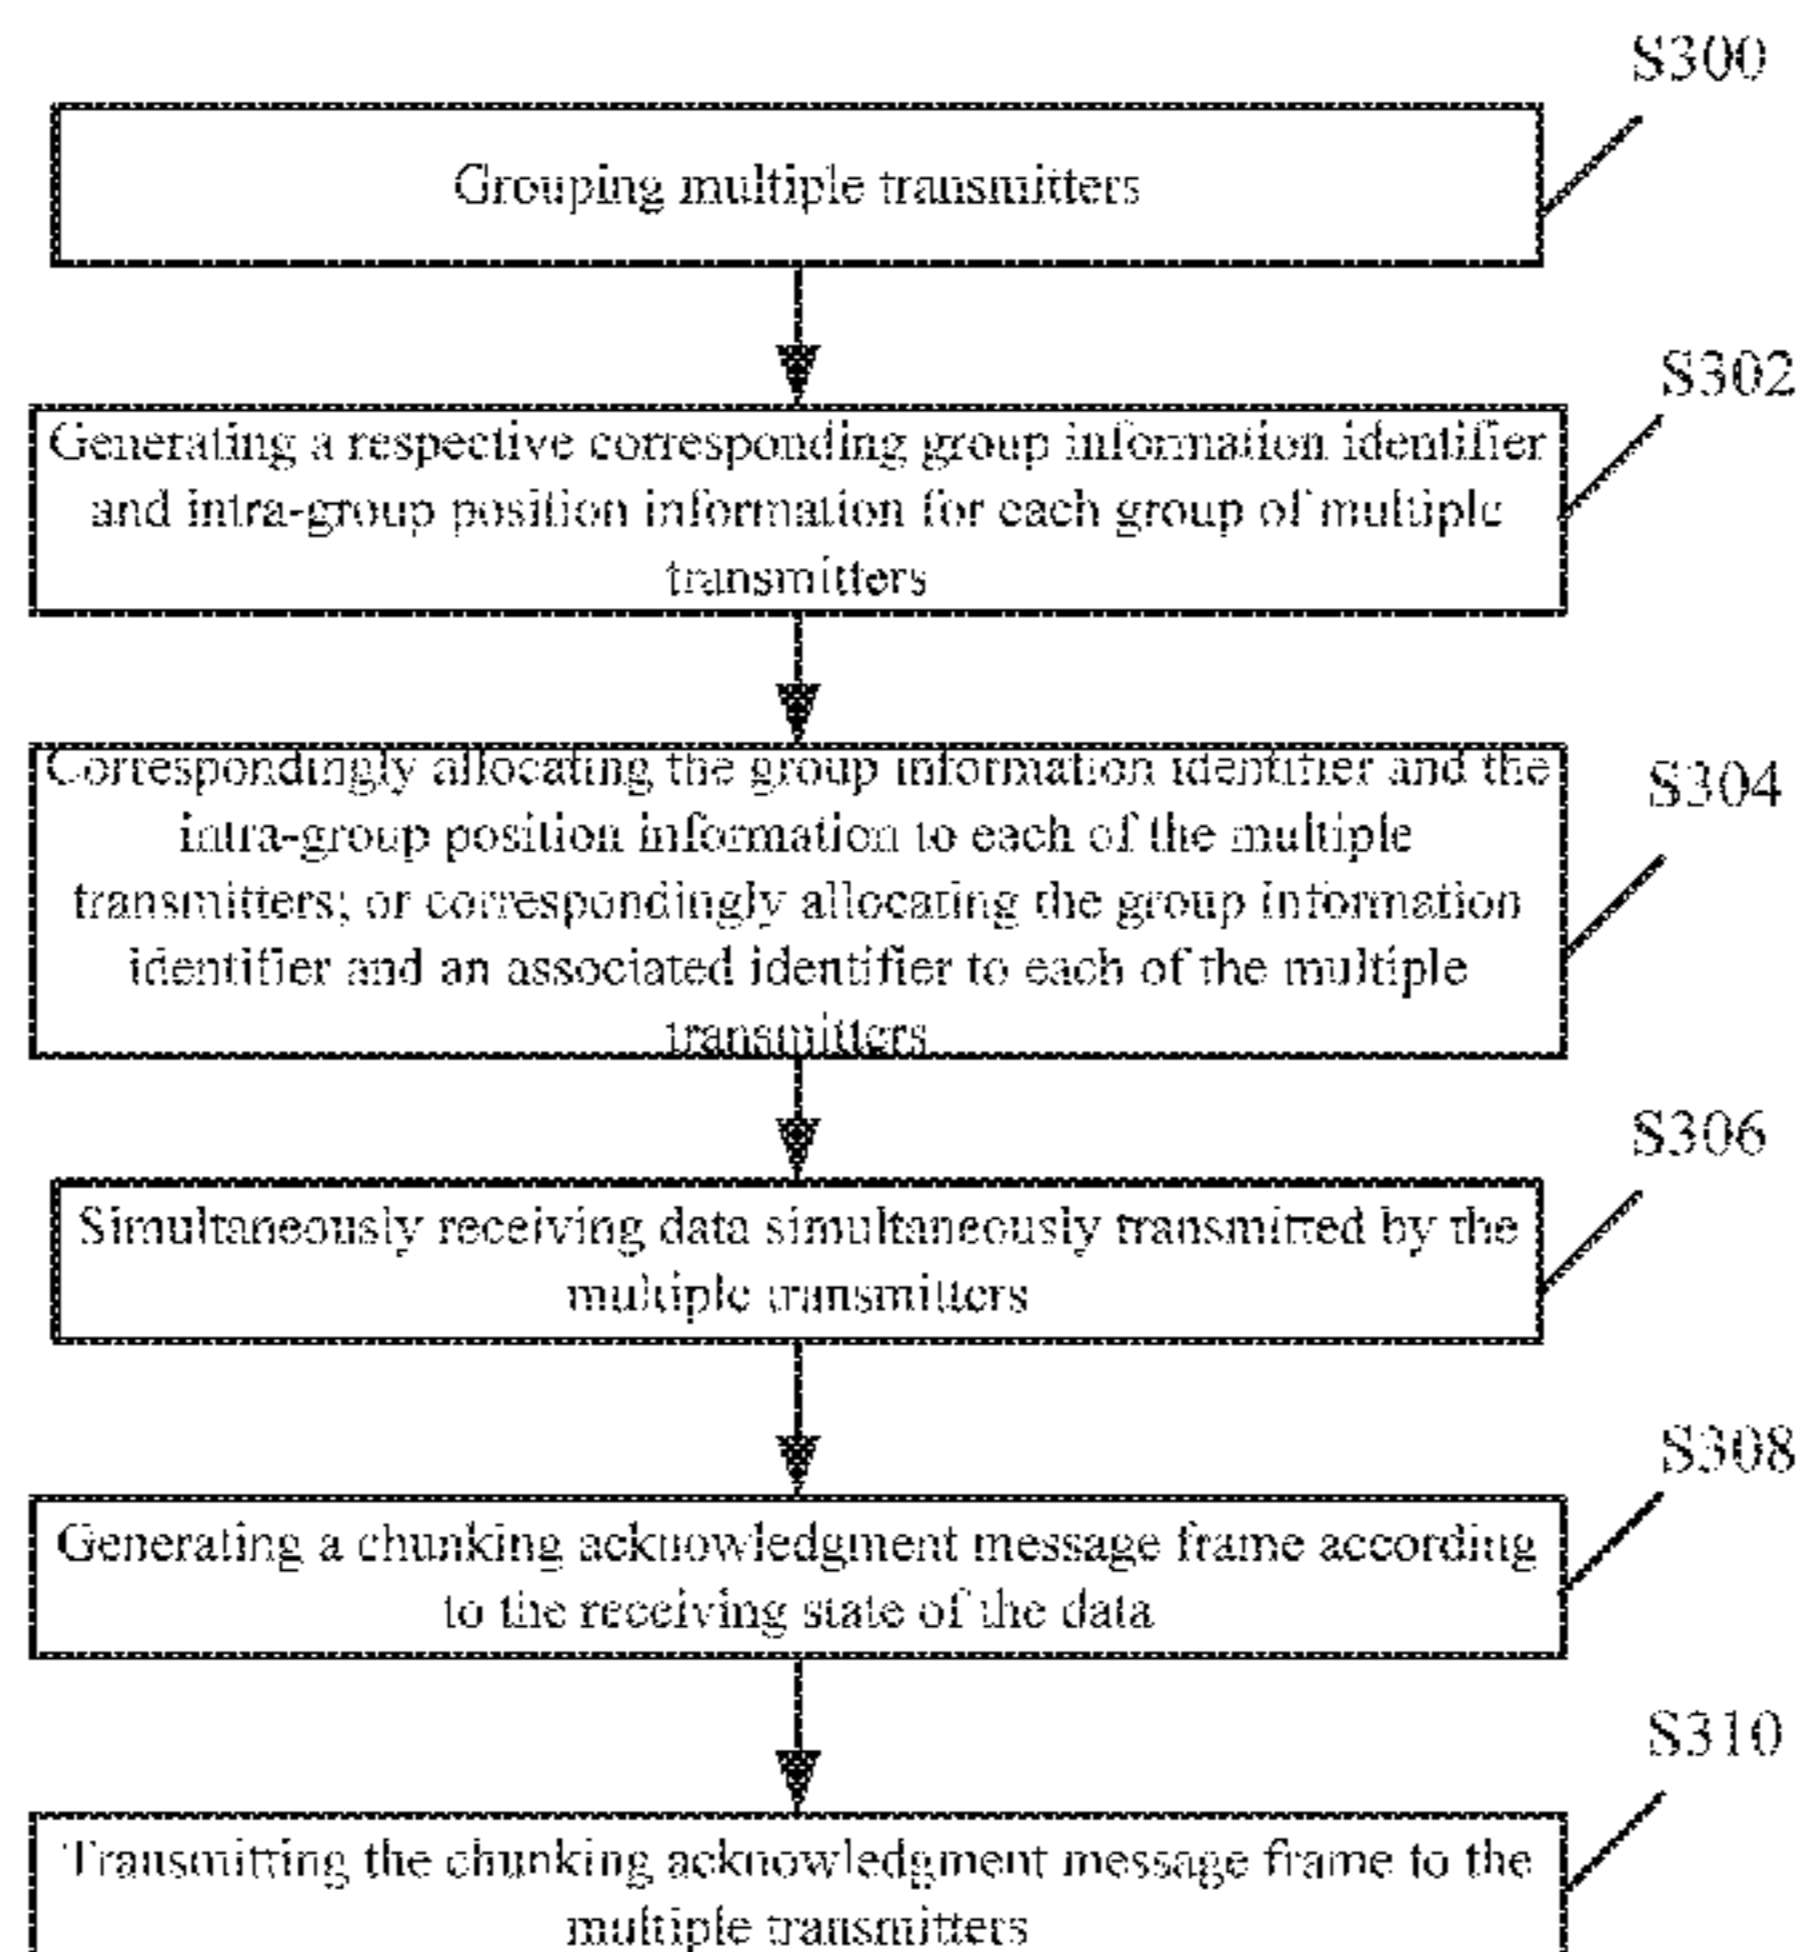 S300
Grouping multiple transmitters
S302
Generating a respective corresponding group information identifier
and intra-group position information for each group of multiple
transmitters
Correspondingly allocating the group information identifier and the
S304
intra-group position information to each of the multiple
transmitters; or correspondingly allocating the group information
identifier and an associated identifier to each of the multiple
transmitters
S306
Simultaneously receiving data simultaneously transmitted by the
multiple transmitters
S308
Generating a chunking acknowledgment message frame according
to the receiving state of the data
S310
Transmitting the chunking acknowledgment message frame to the
multiple transmitters